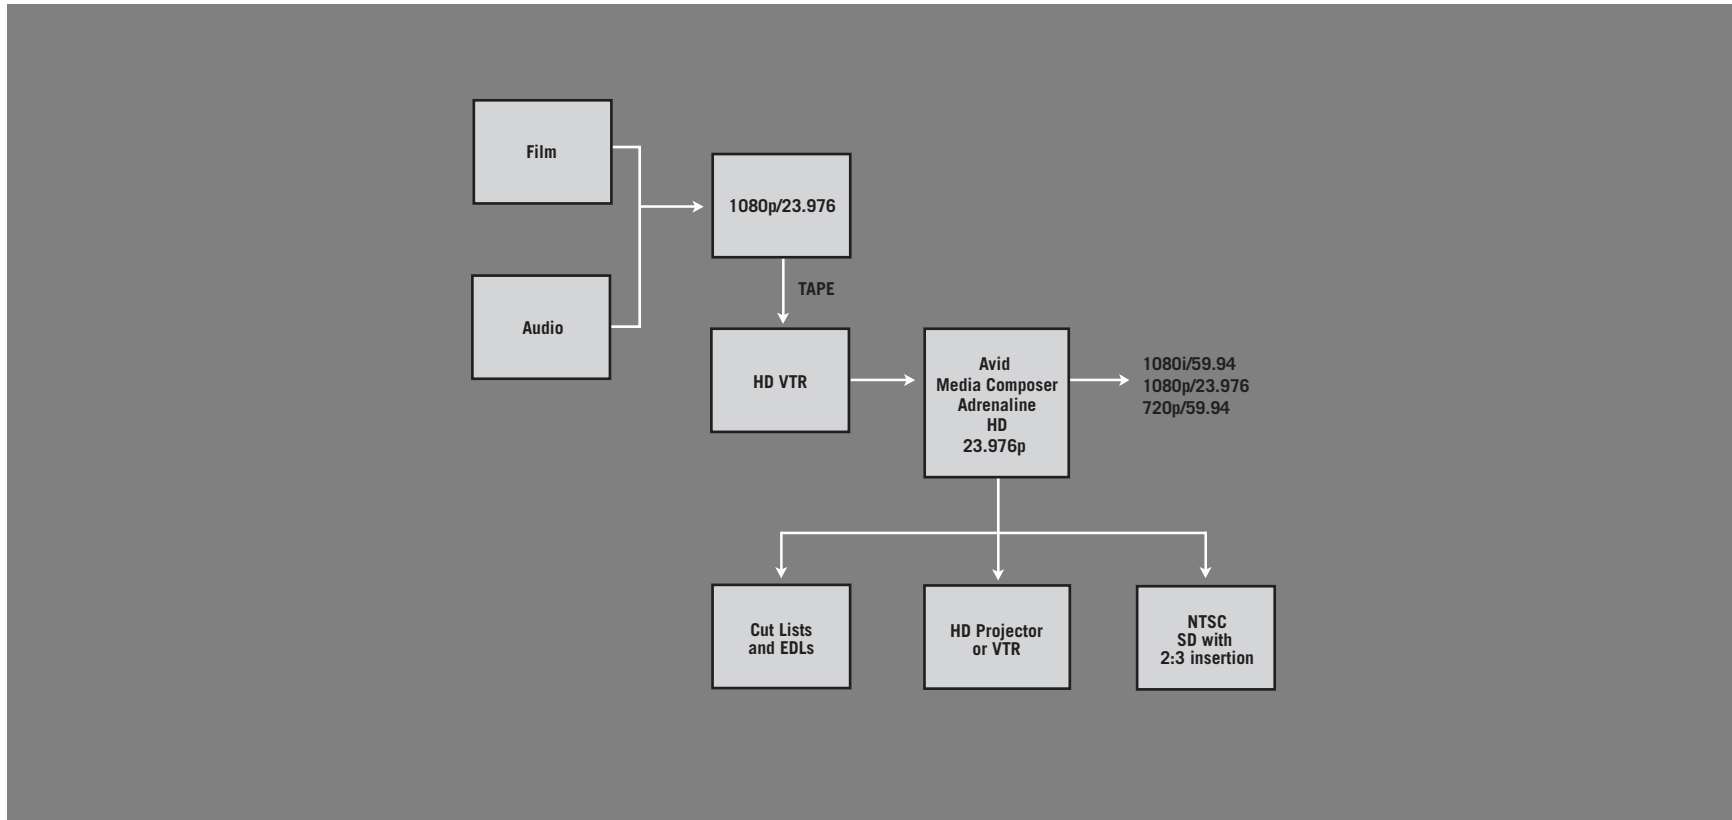 Film
1080p/23.976
Audio
TAPE
HD VTR
Avid
Media Composer
Adrenaline
HD
23.976p
1080i/59.94
1080p/23.976
720p/59.94
Cut Lists
and EDLs
HD Projector
or VTR
NTSC
SD with
2:3 insertion